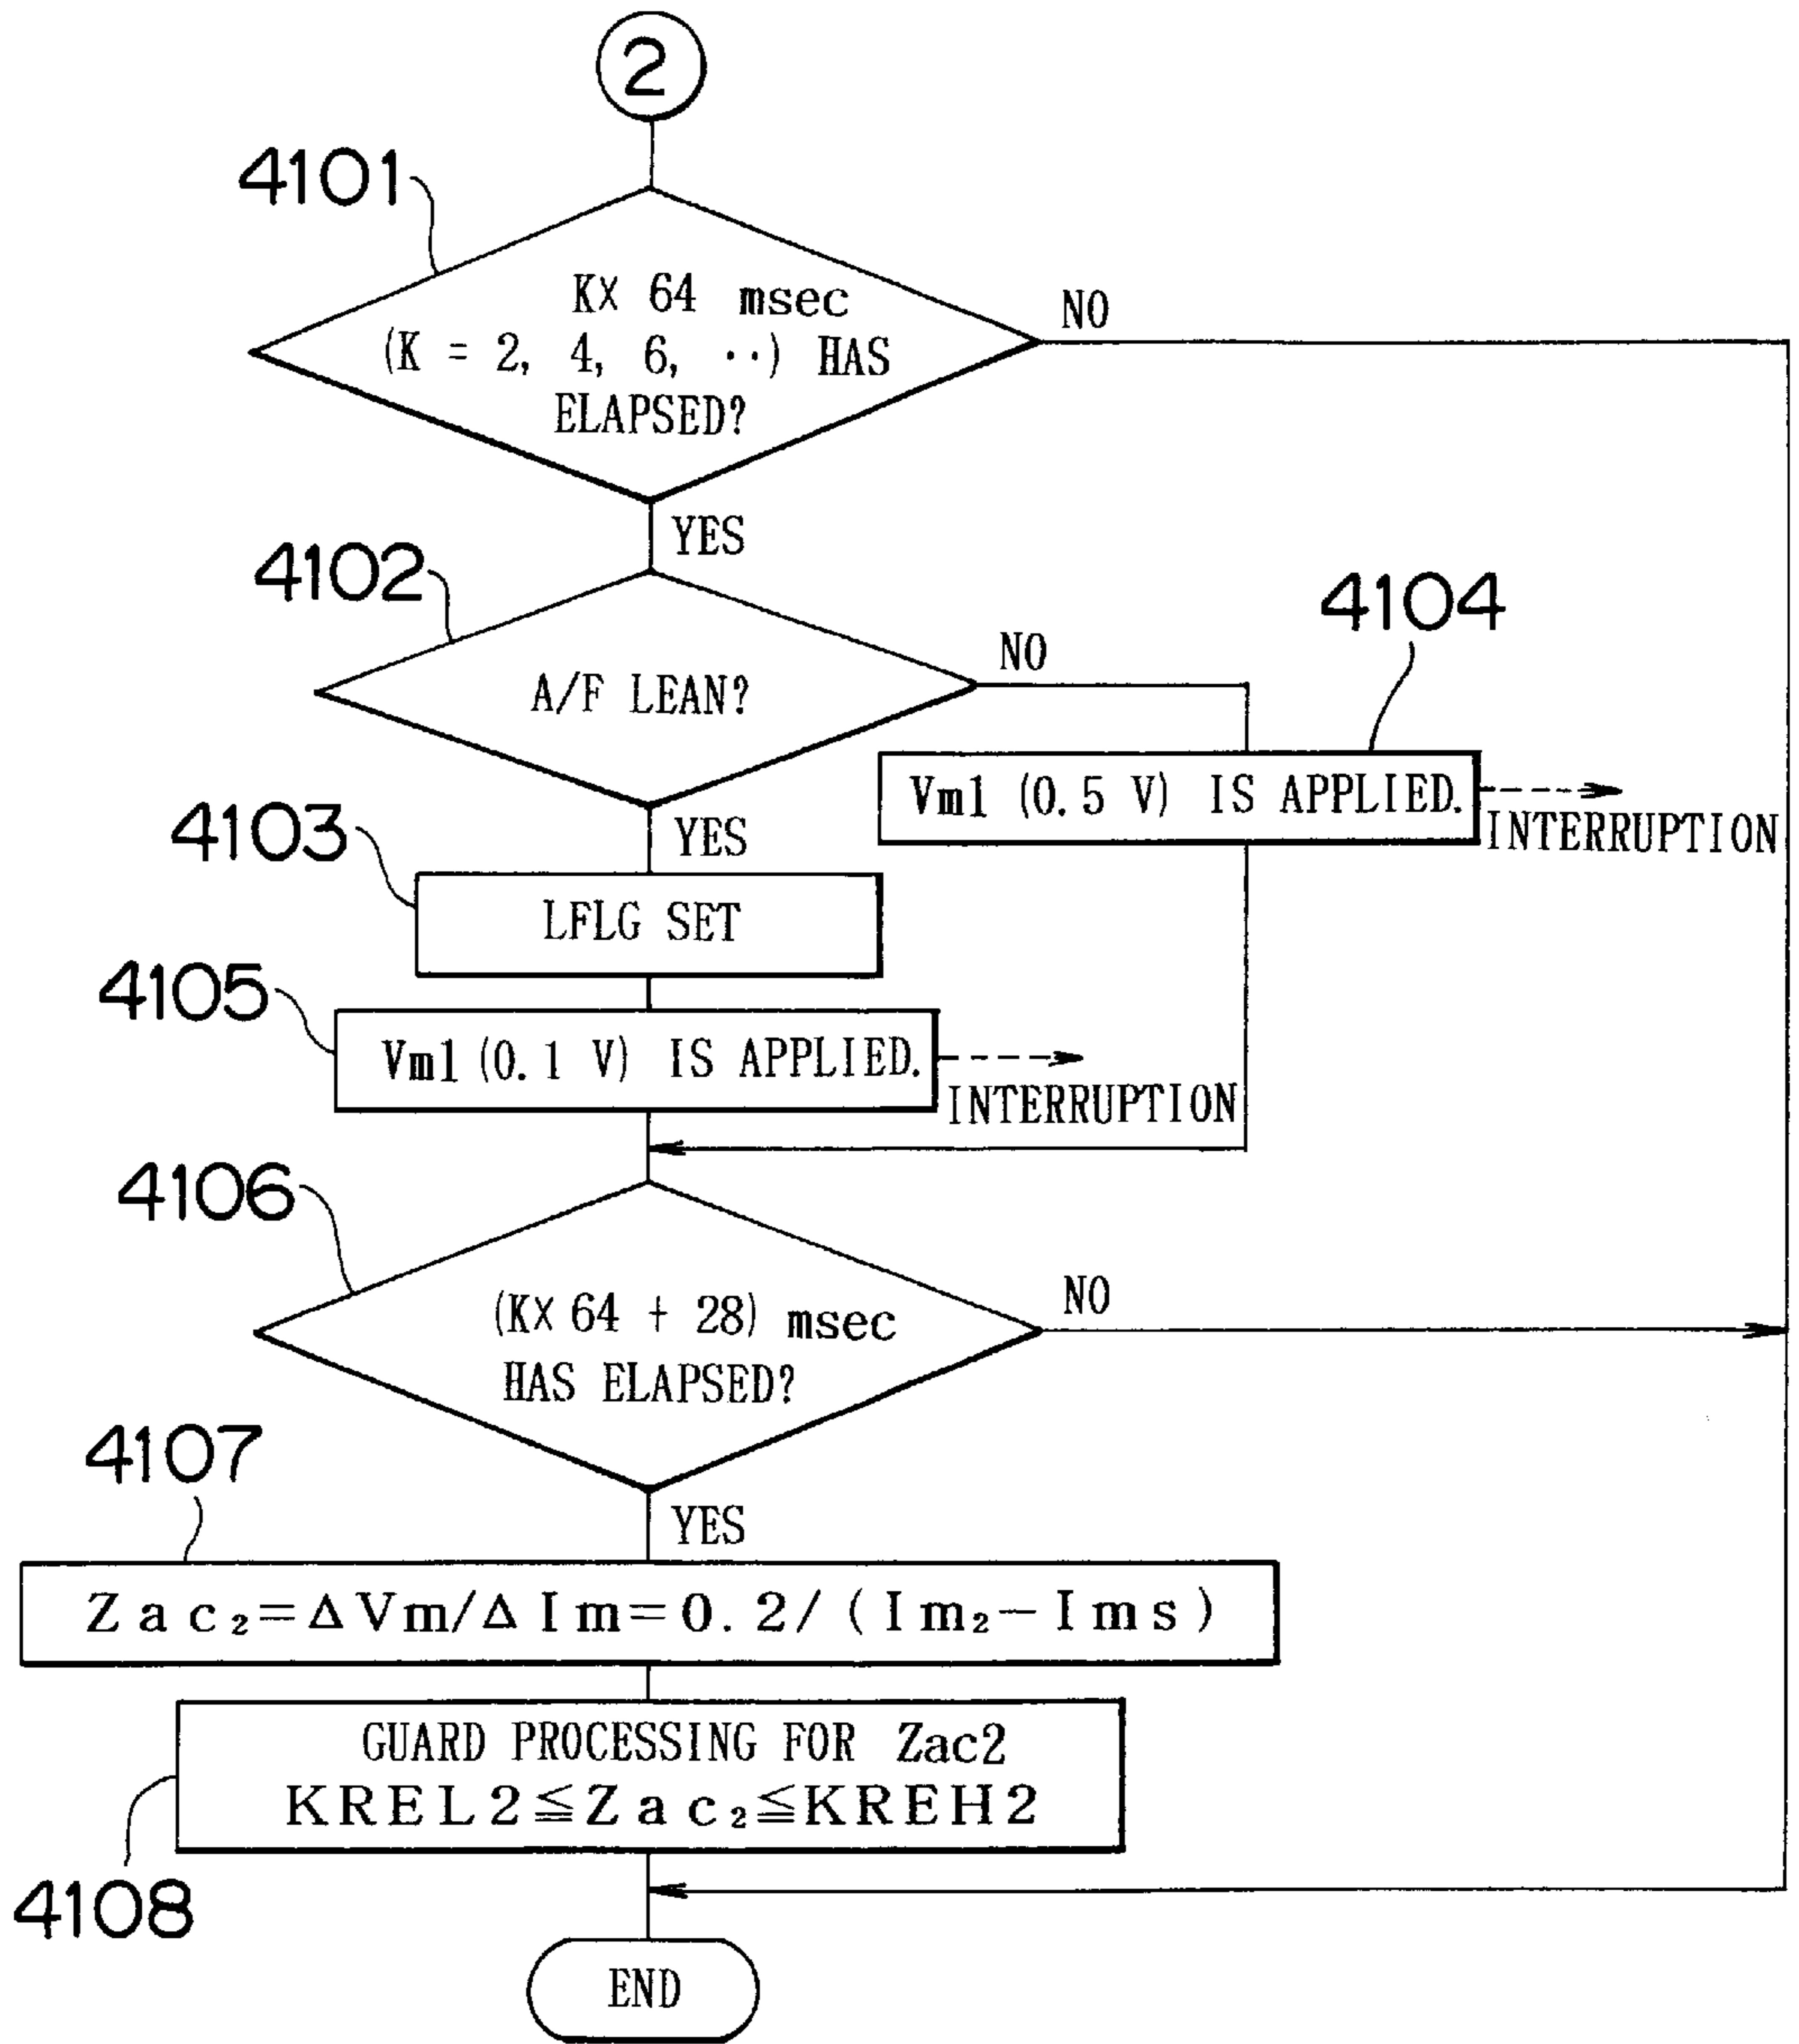 2
4101
K× 64 msec
(K = 2, 4, 6, ··) HAS
ELAPSED?
NO
YES
4102
A/F LEAN?
NO
4104
Vm1 (0.5 V) IS APPLIED.
INTERRUPTION
YES
4103
LFLG SET
4105
Vm1 (0.1 V) IS APPLIED.
INTERRUPTION
4106
(K× 64 + 28) msec
HAS ELAPSED?
NO
YES
4107
Zac₂=ΔVm/ΔIm=0.2/(Im₂−Ims)
GUARD PROCESSING FOR Zac2
KREL2≦Zac₂≦KREH2
4108
END